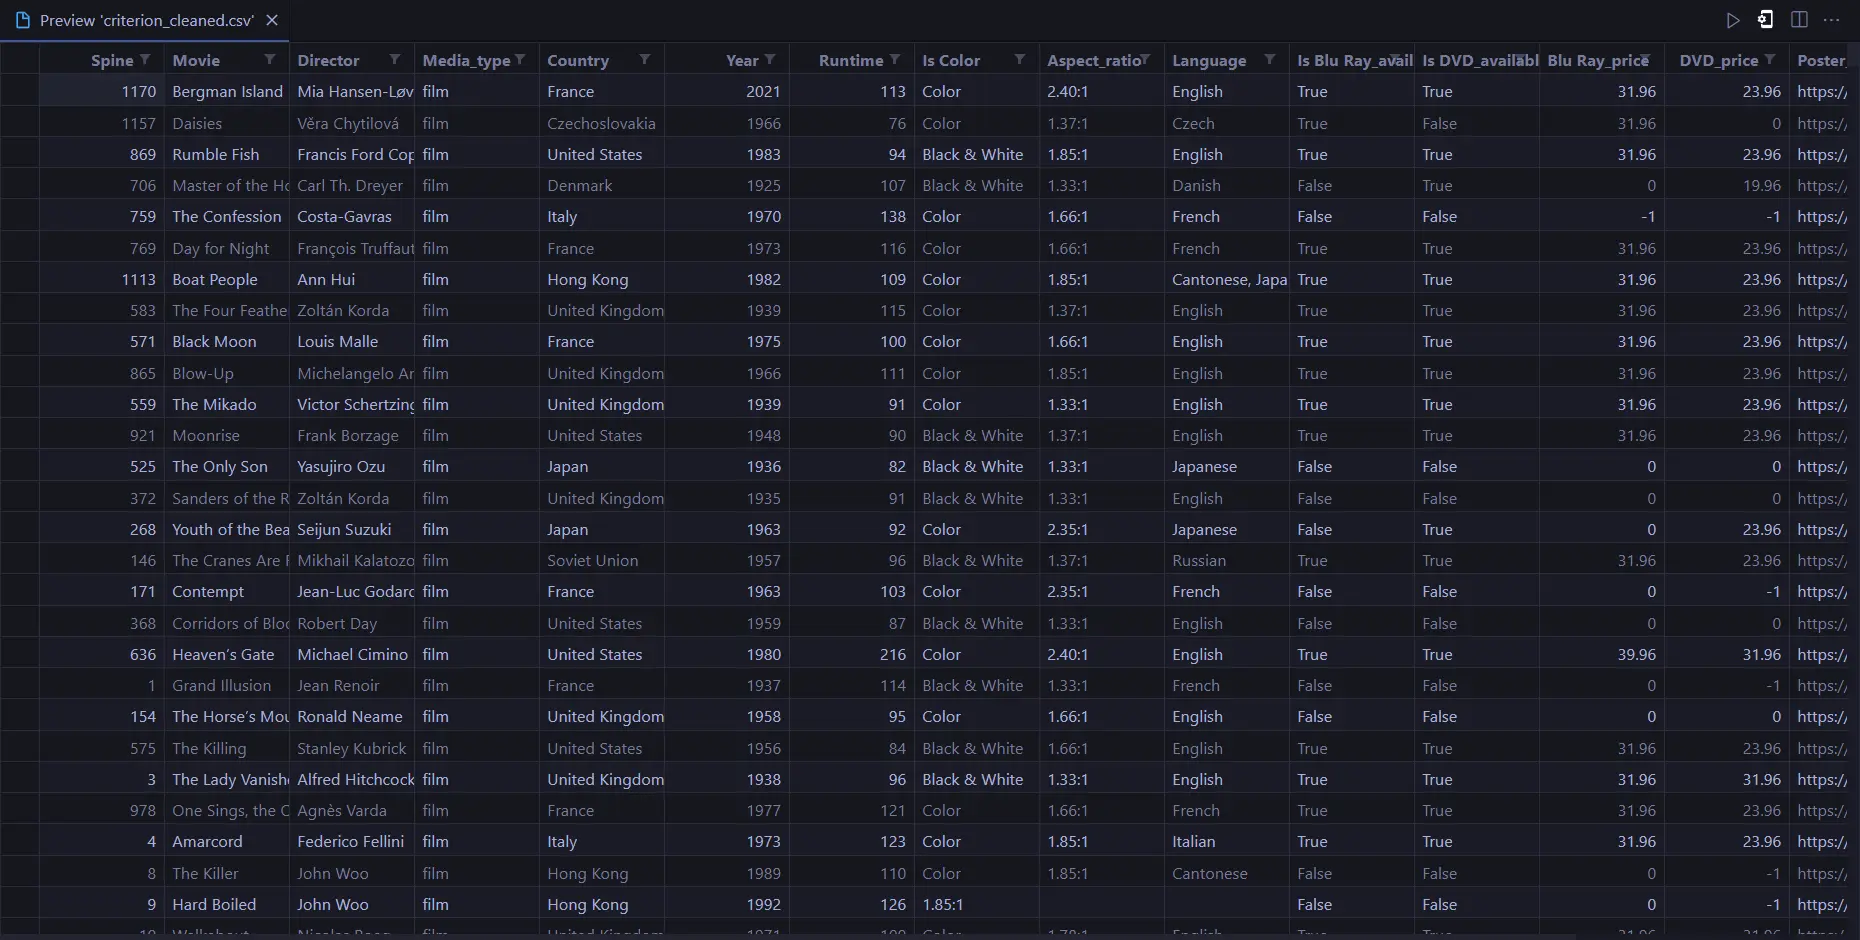 Preview 'criterion_cleaned.csv'
Spine Movie Director Media_type Country Year Runtime Is Color Aspect_ratio Language Is Blu Ray_avail Is DVD_availabl Blu Ray_price DVD_price Poster_
1170 Bergman Island Mia Hansen-Løv film France 2021 113 Color 2.40:1 English True True 31.96 23.96 https:/
1157 Daisies Věra Chytilová film Czechoslovakia 1966 76 Color 1.37:1 Czech True False 31.96 0 https:/
869 Rumble Fish Francis Ford Cop film United States 1983 94 Black & White 1.85:1 English True True 31.96 23.96 https:/
706 Master of the Ho Carl Th. Dreyer film Denmark 1925 107 Black & White 1.33:1 Danish False True 0 19.96 https:/
759 The Confession Costa-Gavras film Italy 1970 138 Color 1.66:1 French False False -1 -1 https:/
769 Day for Night François Truffaut film France 1973 116 Color 1.66:1 French True True 31.96 23.96 https:/
1113 Boat People Ann Hui film Hong Kong 1982 109 Color 1.85:1 Cantonese, Japa True True 31.96 23.96 https:/
583 The Four Feathe Zoltán Korda film United Kingdom 1939 115 Color 1.37:1 English True True 31.96 23.96 https:/
571 Black Moon Louis Malle film France 1975 100 Color 1.66:1 English True True 31.96 23.96 https:/
865 Blow-Up Michelangelo An film United Kingdom 1966 111 Color 1.85:1 English True True 31.96 23.96 https:/
559 The Mikado Victor Schertzing film United Kingdom 1939 91 Color 1.33:1 English True True 31.96 23.96 https:/
921 Moonrise Frank Borzage film United States 1948 90 Black & White 1.37:1 English True True 31.96 23.96 https:/
525 The Only Son Yasujiro Ozu film Japan 1936 82 Black & White 1.33:1 Japanese False False 0 0 https:/
372 Sanders of the R Zoltán Korda film United Kingdom 1935 91 Black & White 1.33:1 English False False 0 0 https:/
268 Youth of the Bea Seijun Suzuki film Japan 1963 92 Color 2.35:1 Japanese False True 0 23.96 https:/
146 The Cranes Are F Mikhail Kalatozo film Soviet Union 1957 96 Black & White 1.37:1 Russian True True 31.96 23.96 https:/
171 Contempt Jean-Luc Godard film France 1963 103 Color 2.35:1 French False False 0 -1 https:/
368 Corridors of Bloo Robert Day film United States 1959 87 Black & White 1.33:1 English False False 0 0 https:/
636 Heaven’s Gate Michael Cimino film United States 1980 216 Color 2.40:1 English True True 39.96 31.96 https:/
1 Grand Illusion Jean Renoir film France 1937 114 Black & White 1.33:1 French False False 0 -1 https:/
154 The Horse’s Mou Ronald Neame film United Kingdom 1958 95 Color 1.66:1 English False False 0 0 https:/
575 The Killing Stanley Kubrick film United States 1956 84 Black & White 1.66:1 English True True 31.96 23.96 https:/
3 The Lady Vanishe Alfred Hitchcock film United Kingdom 1938 96 Black & White 1.33:1 English True True 31.96 31.96 https:/
978 One Sings, the O Agnès Varda film France 1977 121 Color 1.66:1 French True True 31.96 23.96 https:/
4 Amarcord Federico Fellini film Italy 1973 123 Color 1.85:1 Italian True True 31.96 23.96 https:/
8 The Killer John Woo film Hong Kong 1989 110 Color 1.85:1 Cantonese False False 0 -1 https:/
9 Hard Boiled John Woo film Hong Kong 1992 126 1.85:1 False False 0 -1 https:/